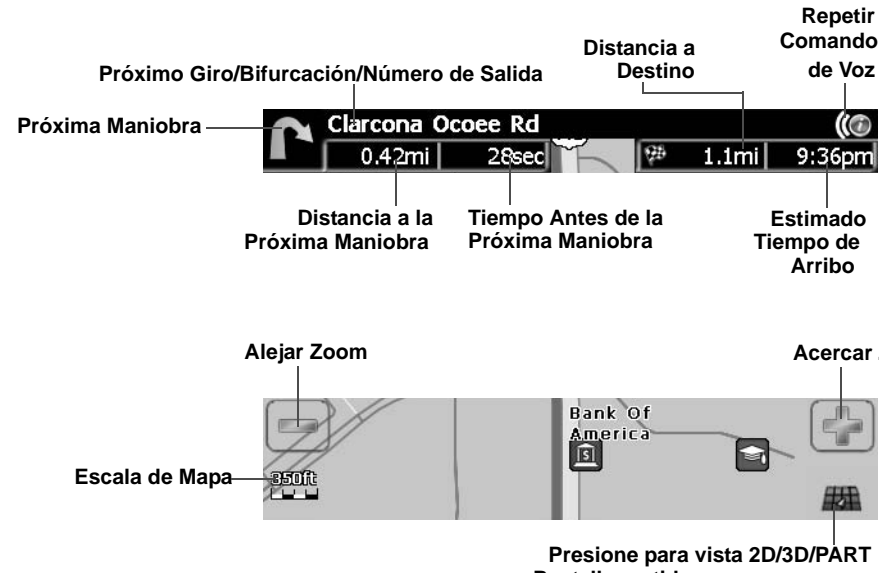 Repetir
Comando
de Voz
Distancia a
Destino
Próximo Giro/Bifurcación/Número de Salida
Próxima Maniobra
Clarcona Ocoee Rd
0.42mi 28sec 1.1mi 9:36pm
Distancia a la
Próxima Maniobra
Tiempo Antes de la
Próxima Maniobra
Estimado
Tiempo de
Arribo
Alejar Zoom
Acercar
Bank Of
America
$
Escala de Mapa
350ft
Presione para vista 2D/3D/PART